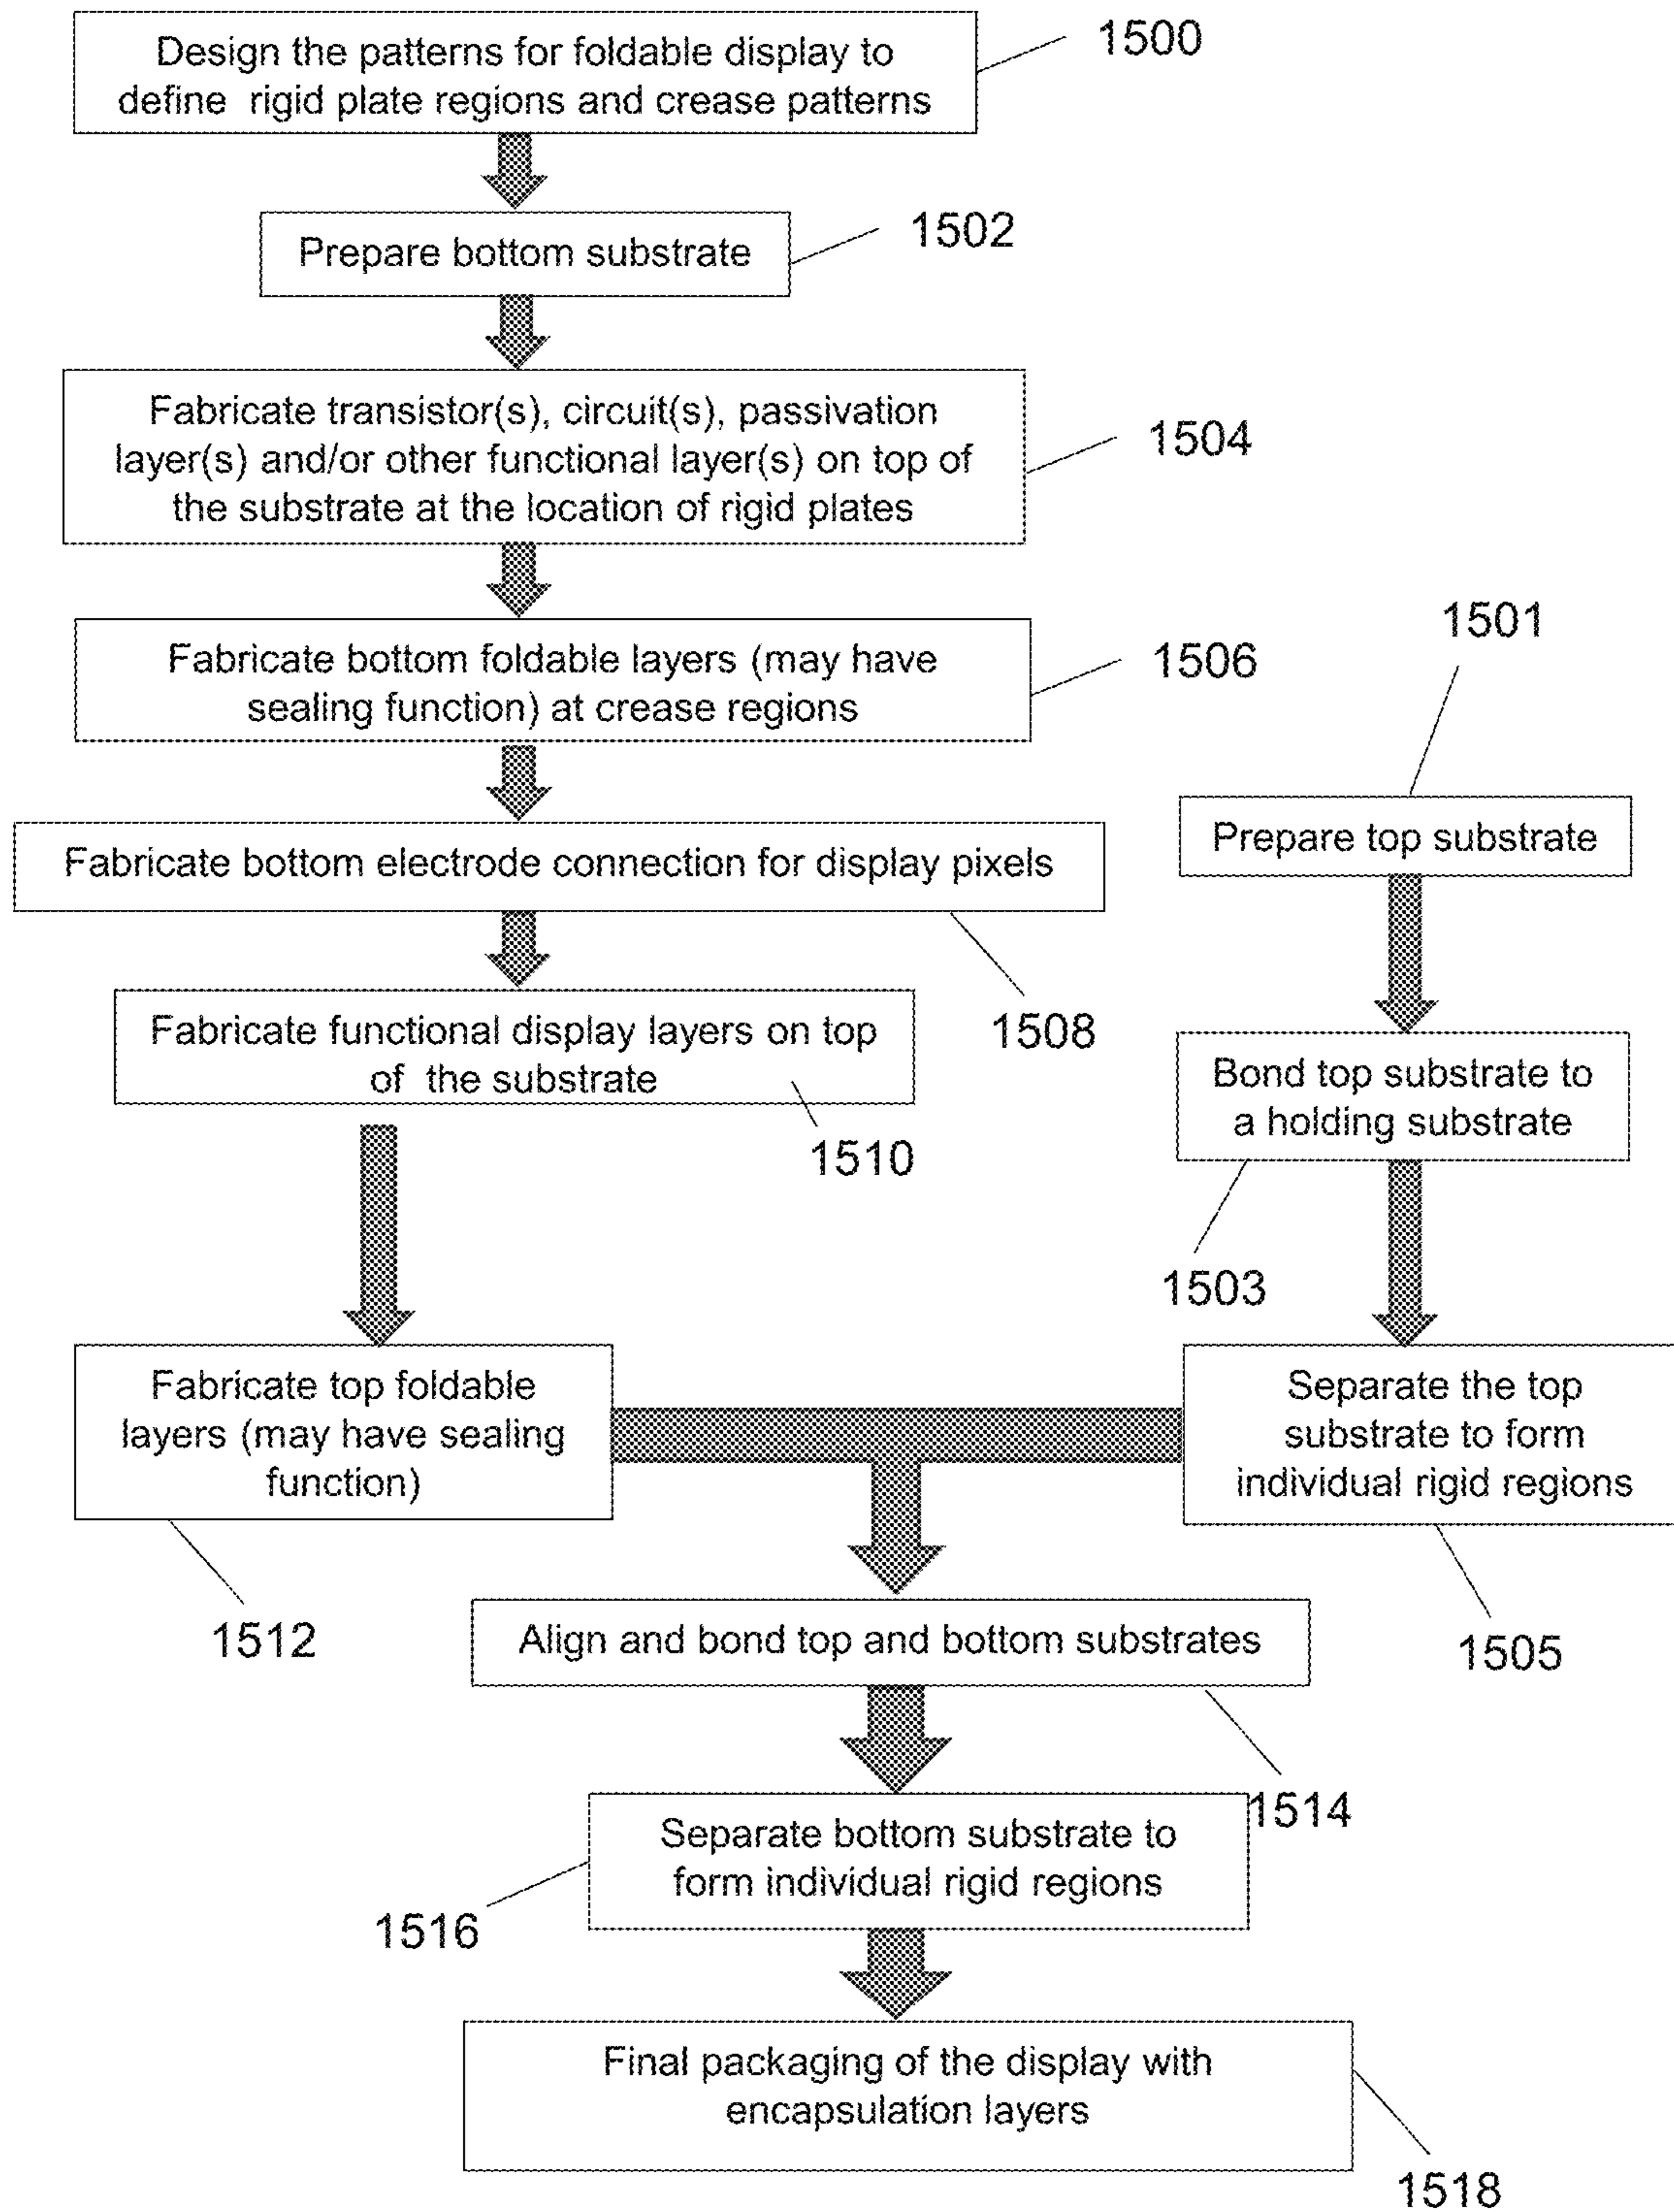 Design the patterns for foldable display to
define rigid plate regions and crease patterns
1500
Prepare bottom substrate
1502
Fabricate transistor(s), circuit(s), passivation
layer(s) and/or other functional layer(s) on top of
the substrate at the location of rigid plates
1504
Fabricate bottom foldable layers (may have
sealing function) at crease regions
1506
Fabricate bottom electrode connection for display pixels
1508
Fabricate functional display layers on top
of the substrate
1510
Fabricate top foldable
layers (may have sealing
function)
1512
1501
Prepare top substrate
Bond top substrate to
a holding substrate
1503
Separate the top
substrate to form
individual rigid regions
1505
Align and bond top and bottom substrates
1514
Separate bottom substrate to
form individual rigid regions
1516
Final packaging of the display with
encapsulation layers
1518